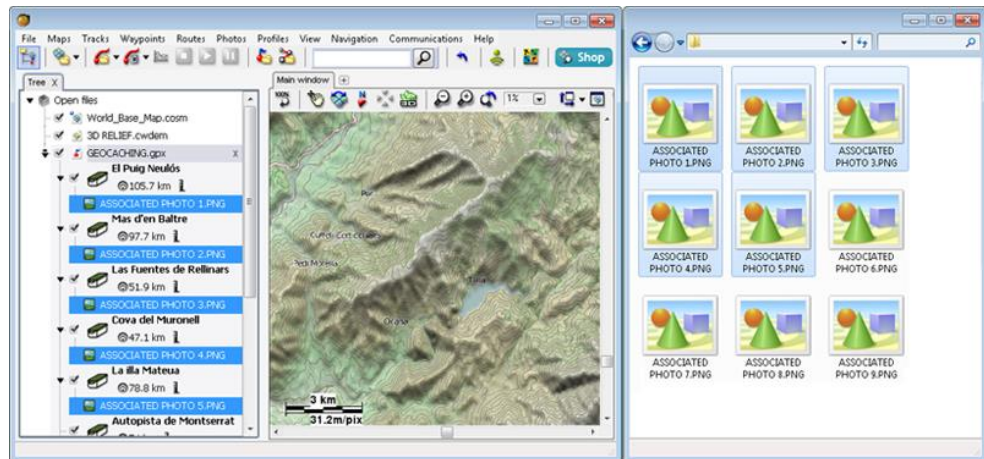 File Maps Tracks Waypoints Routes Photos Profiles View Navigation Communications Help
Shop
Tree X
Open files
World_Base_Map.cosm
3D RELIEF.cwdem
GEOCACHING.gpx x
El Puig Neulós
105.7 km
ASSOCIATED PHOTO 1.PNG
Mas d'en Baltre
97.7 km
ASSOCIATED PHOTO 2.PNG
Las Fuentes de Rellinars
51.9 km
ASSOCIATED PHOTO 3.PNG
Cova del Muronell
47.1 km
ASSOCIATED PHOTO 4.PNG
La illa Mateua
78.8 km
ASSOCIATED PHOTO 5.PNG
Autopista de Montserrat
Main window
100%
1%
Ocaña
3 km
31.2m/pix
ASSOCIATED
PHOTO 1.PNG
ASSOCIATED
PHOTO 2.PNG
ASSOCIATED
PHOTO 3.PNG
ASSOCIATED
PHOTO 4.PNG
ASSOCIATED
PHOTO 5.PNG
ASSOCIATED
PHOTO 6.PNG
ASSOCIATED
PHOTO 7.PNG
ASSOCIATED
PHOTO 8.PNG
ASSOCIATED
PHOTO 9.PNG